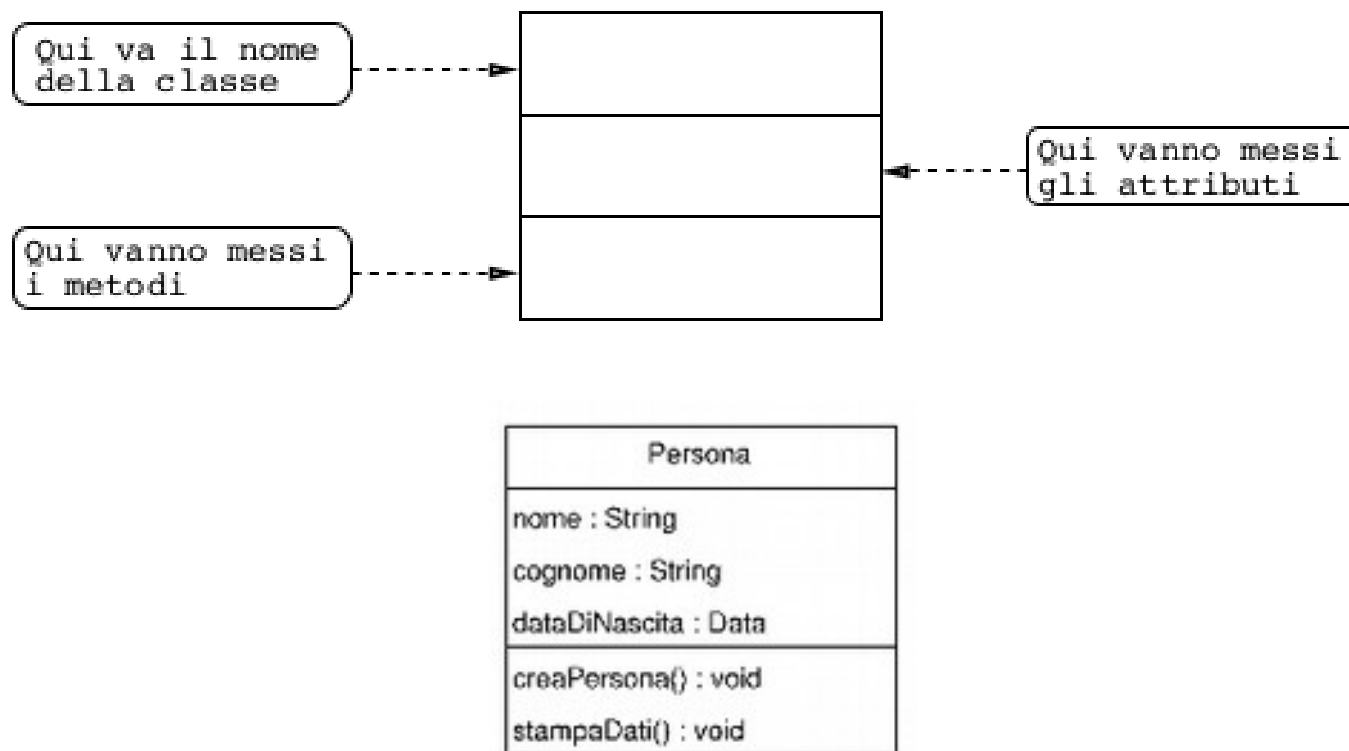 Qui va il nome
della classe
Qui vanno messi
gli attributi
Qui vanno messi
i metodi
Persona
nome : String
cognome : String
dataDiNascita : Data
creaPersona() : void
stampaDati() : void